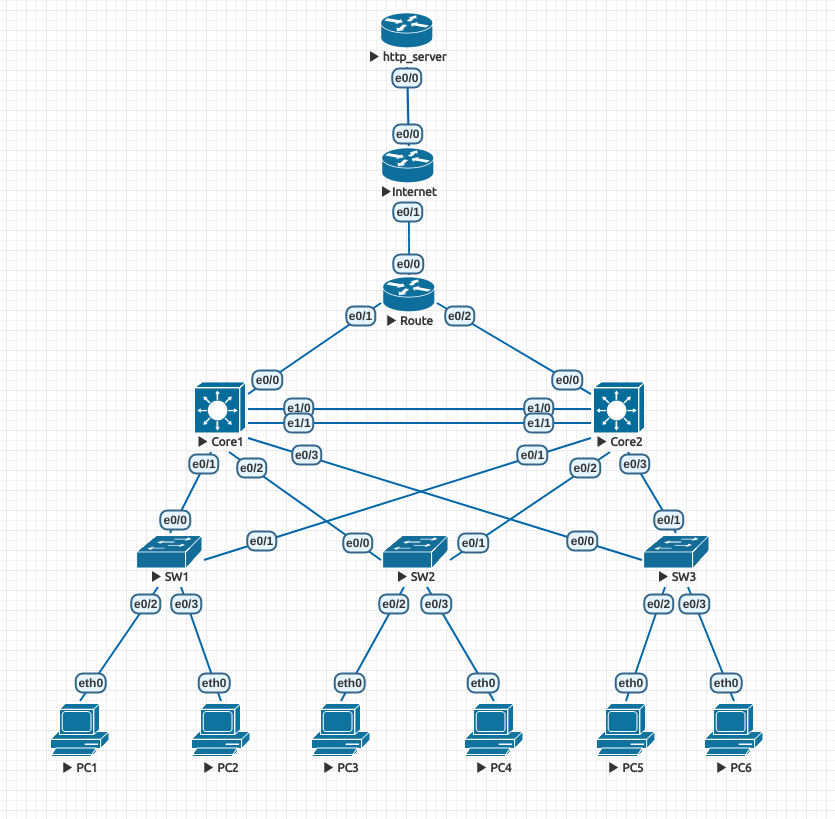 http_server
e0/0
e0/0
Internet
e0/1
e0/0
Route
e0/1
e0/2
e0/0
e0/0
e1/0
e1/0
e1/1
e1/1
Core1
Core2
e0/1
e0/2
e0/3
e0/1
e0/2
e0/3
e0/0
e0/1
e0/0
e0/1
e0/0
e0/1
SW1
SW2
SW3
e0/2
e0/3
e0/2
e0/3
e0/2
e0/3
eth0
eth0
eth0
eth0
eth0
eth0
PC1
PC2
PC3
PC4
PC5
PC6